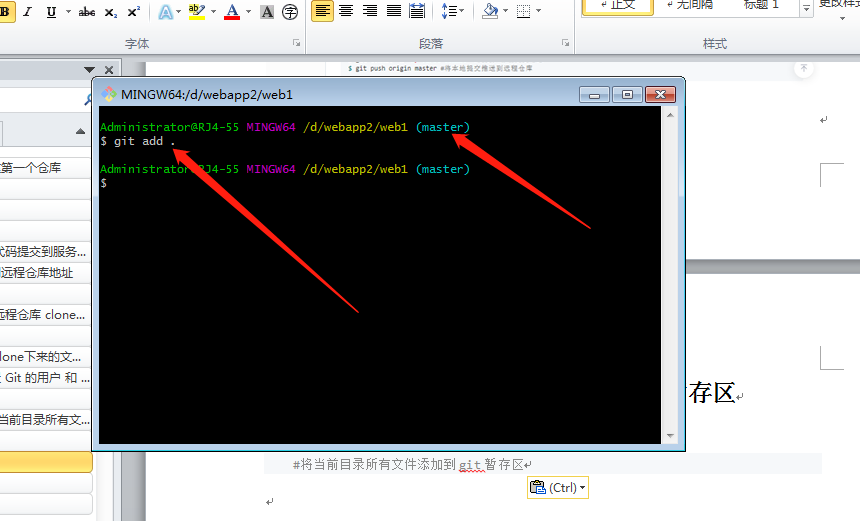 B I U abc X₂ X² A aby A A 字
正文 无间隔 标题 1 更改样式
字体 段落 样式
$ git push origin master #将本地提交推送到远程仓库
MINGW64:/d/webapp2/web1
Administrator@RJ4-55 MINGW64 /d/webapp2/web1 (master)
$ git add .
Administrator@RJ4-55 MINGW64 /d/webapp2/web1 (master)
$
第一个仓库
代码提交到服务...
远程仓库地址
远程仓库 clone...
lone下来的文...
Git 的用户 和 ...
当前目录所有文...
存区
#将当前目录所有文件添加到 git 暂存区
(Ctrl)